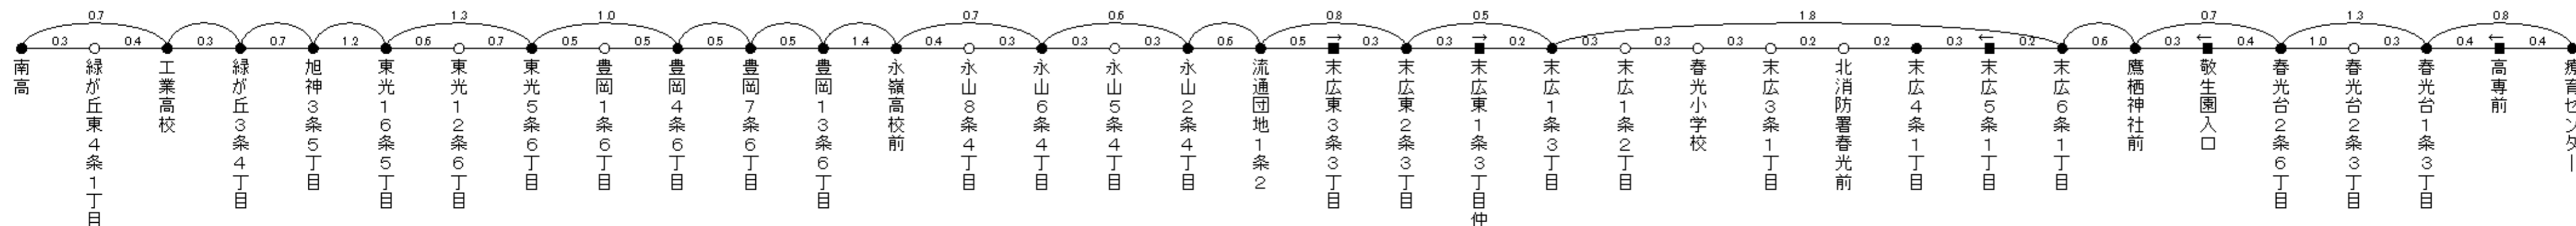 0.7
1.3
1.0
0.7
0.6
0.8
0.5
1.8
0.7
1.3
0.8
0.3
0.4
0.3
0.7
1.2
0.6
0.7
0.5
0.5
0.5
0.5
1.4
0.4
0.3
0.3
0.3
0.6
0.5
→
0.3
0.3
→
0.2
0.3
0.3
0.3
0.2
0.2
0.3
←
0.2
0.6
0.3
←
0.4
1.0
0.3
0.4
←
0.4
南高
緑が丘東4条1丁目
工業高校
緑が丘3条4丁目
旭神3条5丁目
東光16条5丁目
東光12条6丁目
東光5条6丁目
豊岡1条6丁目
豊岡4条6丁目
豊岡7条6丁目
豊岡13条6丁目
永嶺高校前
永山8条4丁目
永山6条4丁目
永山5条4丁目
永山2条4丁目
流通団地1条2
末広東3条3丁目
末広東2条3丁目
末広東1条3丁目仲
末広1条3丁目
末広1条2丁目
春光小学校
末広3条1丁目
北消防署春光前
末広4条1丁目
末広5条1丁目
末広6条1丁目
鷹栖神社前
敬生園入口
春光台2条6丁目
春光台2条3丁目
春光台1条3丁目
高専前
療育センター